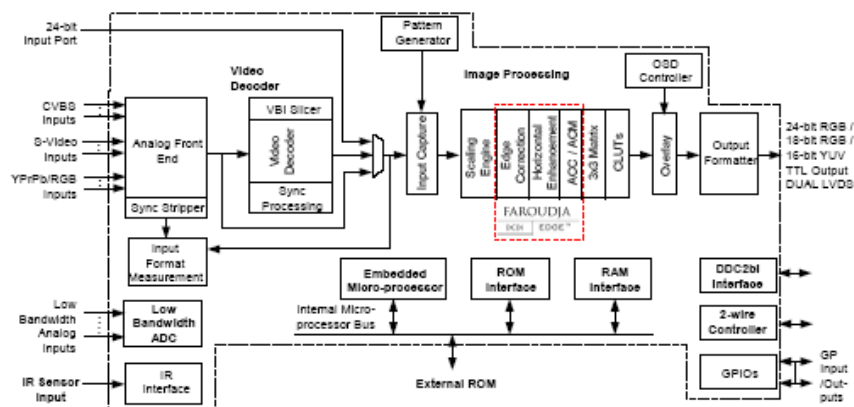 24-bit
Input Port
Pattern
Generator
Video
Decoder
Image Processing
OSD
Controller
CVBS
Inputs
S-Video
Inputs
YPrPb/RGB
Inputs
Analog Front
End
Sync Stripper
VBI Slicer
Video
Decoder
Sync
Processing
Input Capture
Scaling
Engine
Edge
Correction
Horizontal
Enhancement
ACC / ACM
3x3 Matrix
CLUTs
Overlay
Output
Formatter
24-bit RGB /
18-bit RGB /
16-bit YUV
TTL Output
DUAL LVDS
FAROUDJA
DCDi EDGE™
Input
Format
Measurement
Embedded
Micro-processor
ROM
Interface
RAM
Interface
DDC2bi
Interface
Low
Bandwidth
Analog
Inputs
Low
Bandwidth
ADC
Internal Micro-
processor Bus
2-wire
Controller
IR Sensor
Input
IR
Interface
External ROM
GPIOs
GP
Input
/Out-
puts